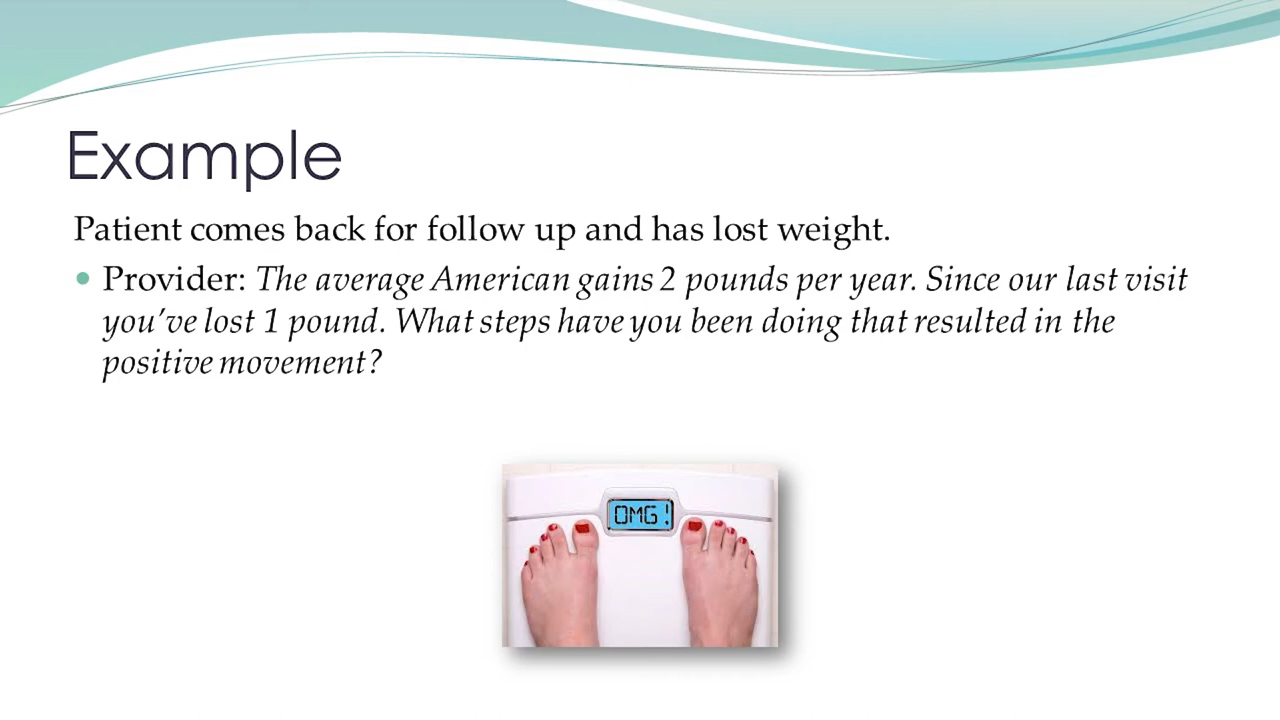 Example
Patient comes back for follow up and has lost weight.
• Provider: The average American gains 2 pounds per year. Since our last visit
you've lost 1 pound. What steps have you been doing that resulted in the
positive movement?
OMG!